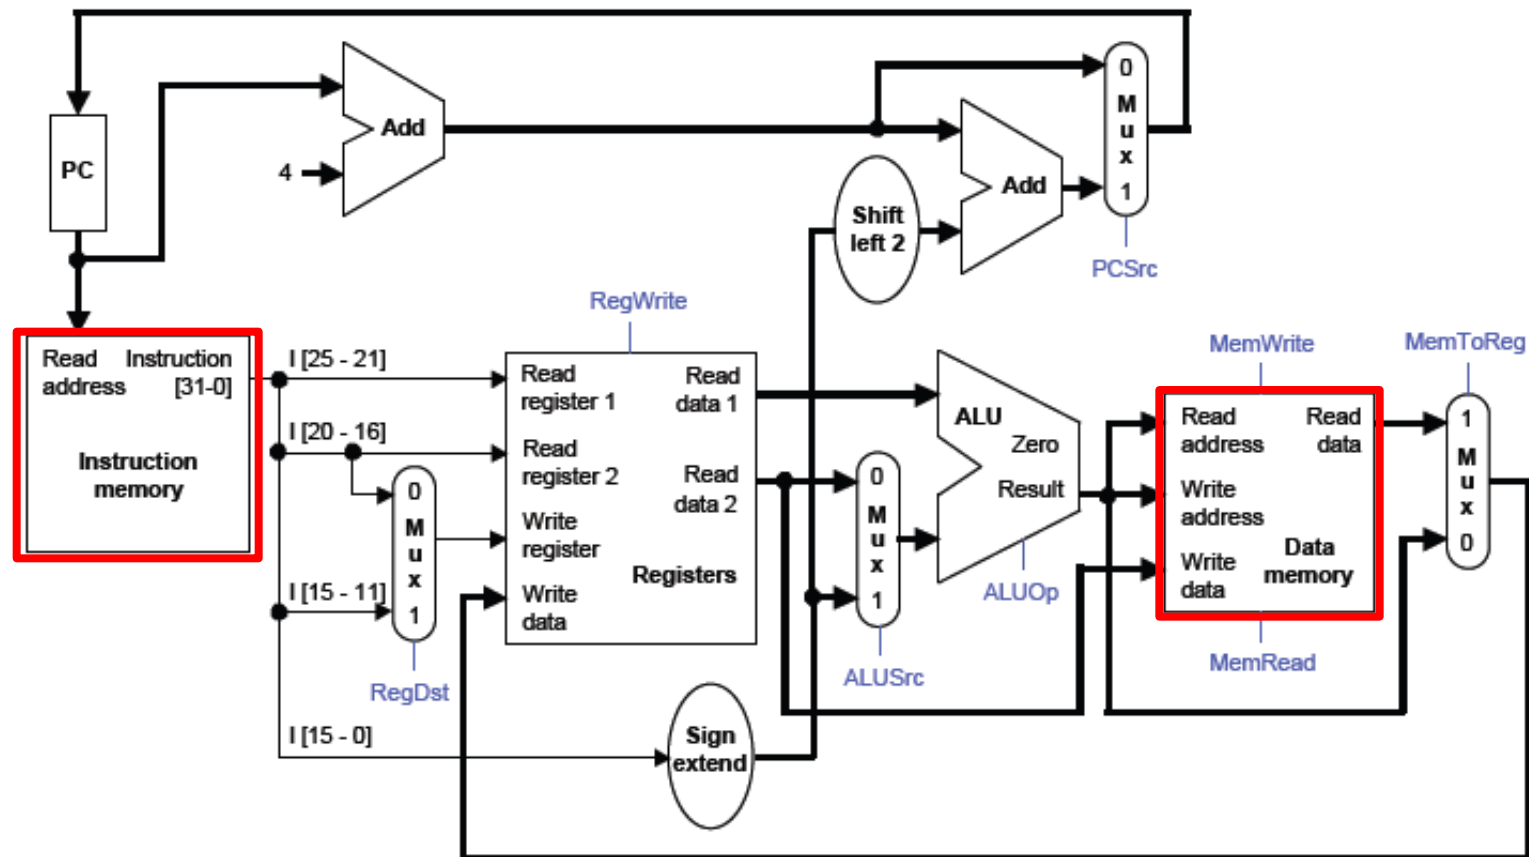 PC
Add
4
Shift
left 2
Add
0
M
u
x
1
PCSrc
Read
address
Instruction
[31-0]
Instruction
memory
I [25 - 21]
I [20 - 16]
I [15 - 11]
I [15 - 0]
0
M
u
x
1
RegDst
RegWrite
Read
register 1
Read
register 2
Write
register
Write
data
Read
data 1
Read
data 2
Registers
Sign
extend
0
M
u
x
1
ALUSrc
ALU
Zero
Result
ALUOp
MemWrite
Read
address
Write
address
Write
data
Read
data
Data
memory
MemRead
MemToReg
1
M
u
x
0